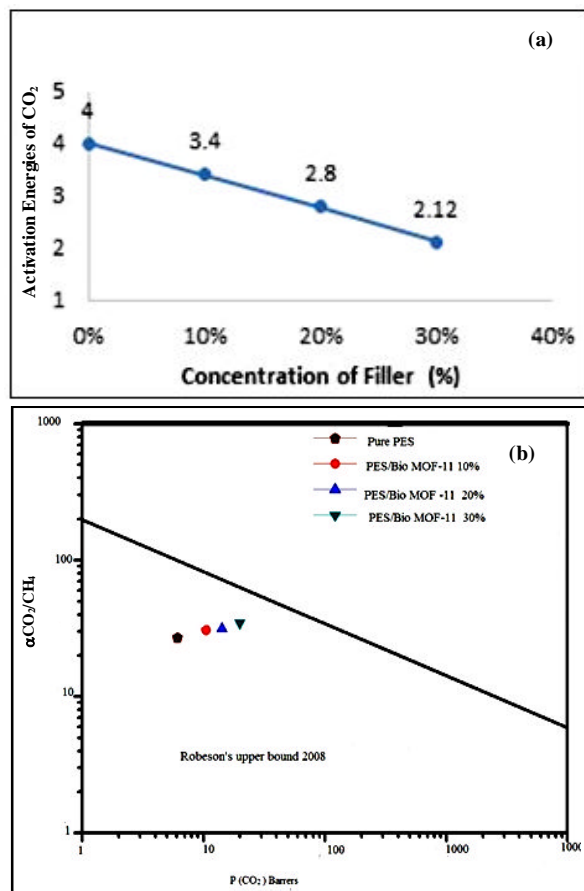 (a)
Activation Energies of CO₂
5
4
3
2
1
4
3.4
2.8
2.12
0%
10%
20%
30%
40%
Concentration of Filler (%)
(b)
αCO₂/CH₄
1000
100
10
1
Pure PES
PES/Bio MOF-11 10%
PES/Bio MOF -11 20%
PES/Bio MOF-11 30%
Robeson's upper bound 2008
1
10
100
1000
1000
P (CO₂) Barrers